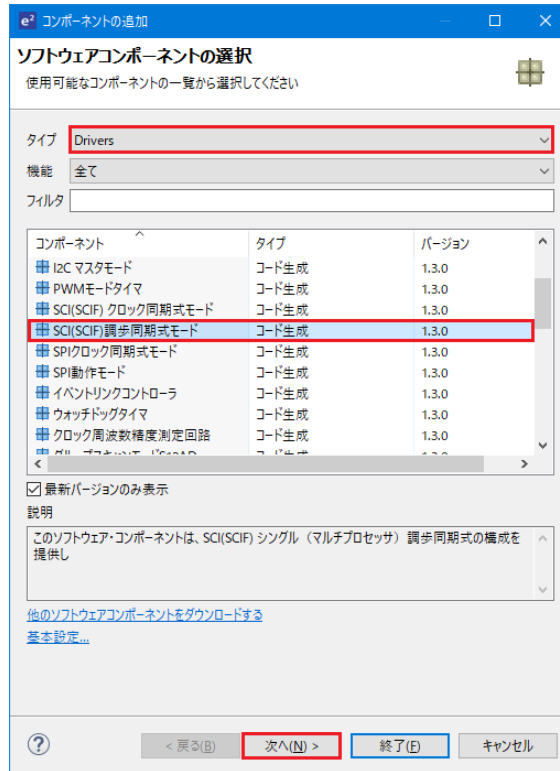 e² コンポーネントの追加
ソフトウェアコンポーネントの選択
使用可能なコンポーネントの一覧から選択してください
タイプ Drivers
機能 全て
フィルタ
コンポーネント タイプ バージョン
I2C マスタモード コード生成 1.3.0
PWMモードタイマ コード生成 1.3.0
SCI(SCIF) クロック同期式モード コード生成 1.3.0
SCI(SCIF)調歩同期式モード コード生成 1.3.0
SPIクロック同期式モード コード生成 1.3.0
SPI動作モード コード生成 1.3.0
イベントリンクコントローラ コード生成 1.3.0
ウォッチドッグタイマ コード生成 1.3.0
クロック周波数精度測定回路 コード生成 1.3.0
最新バージョンのみ表示
説明
このソフトウェア・コンポーネントは、SCI(SCIF) シングル（マルチプロセッサ）調歩同期式の構成を
提供し
他のソフトウェアコンポーネントをダウンロードする
基本設定...
? < 戻る(B) 次へ(N) > 終了(F) キャンセル